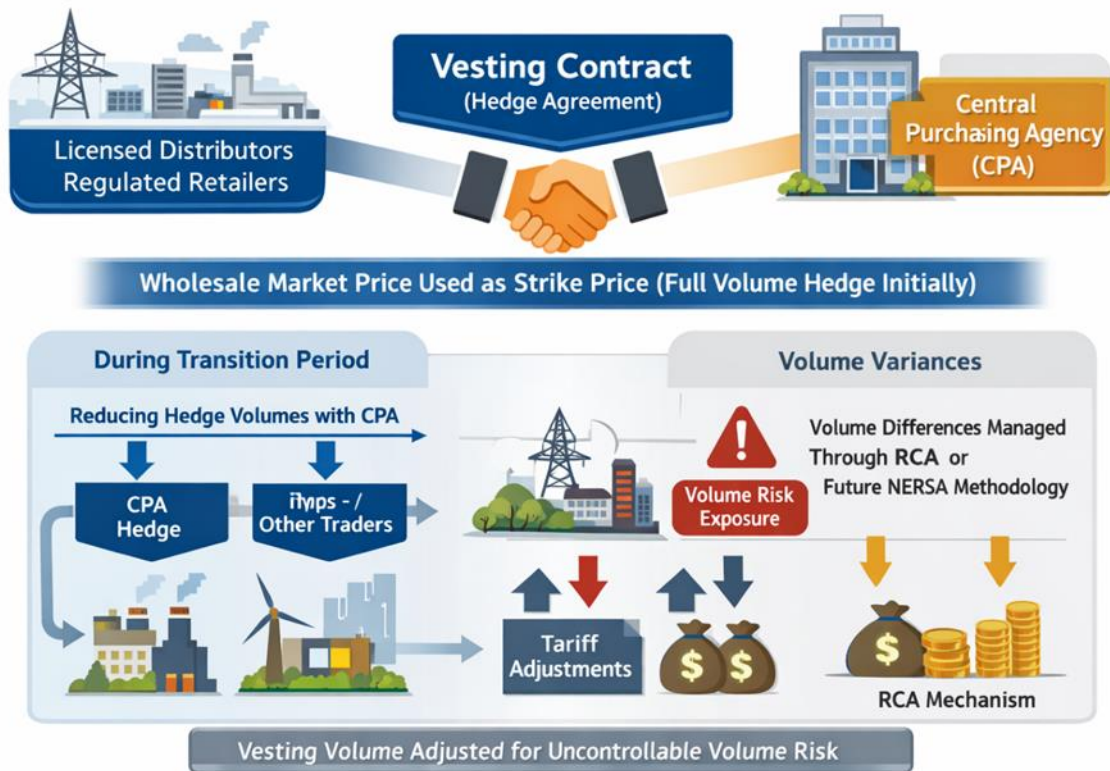 Vesting Contract
(Hedge Agreement)
Licensed Distributors
Regulated Retailers
Central
Purchasing Agency
(CPA)
Wholesale Market Price Used as Strike Price (Full Volume Hedge Initially)
During Transition Period
Reducing Hedge Volumes with CPA
CPA
Hedge
Other Traders
Volume Variances
Volume Differences Managed
Through RCA or
Future NERSA Methodology
Volume Risk
Exposure
Tariff
Adjustments
$ $
$
RCA Mechanism
Vesting Volume Adjusted for Uncontrollable Volume Risk